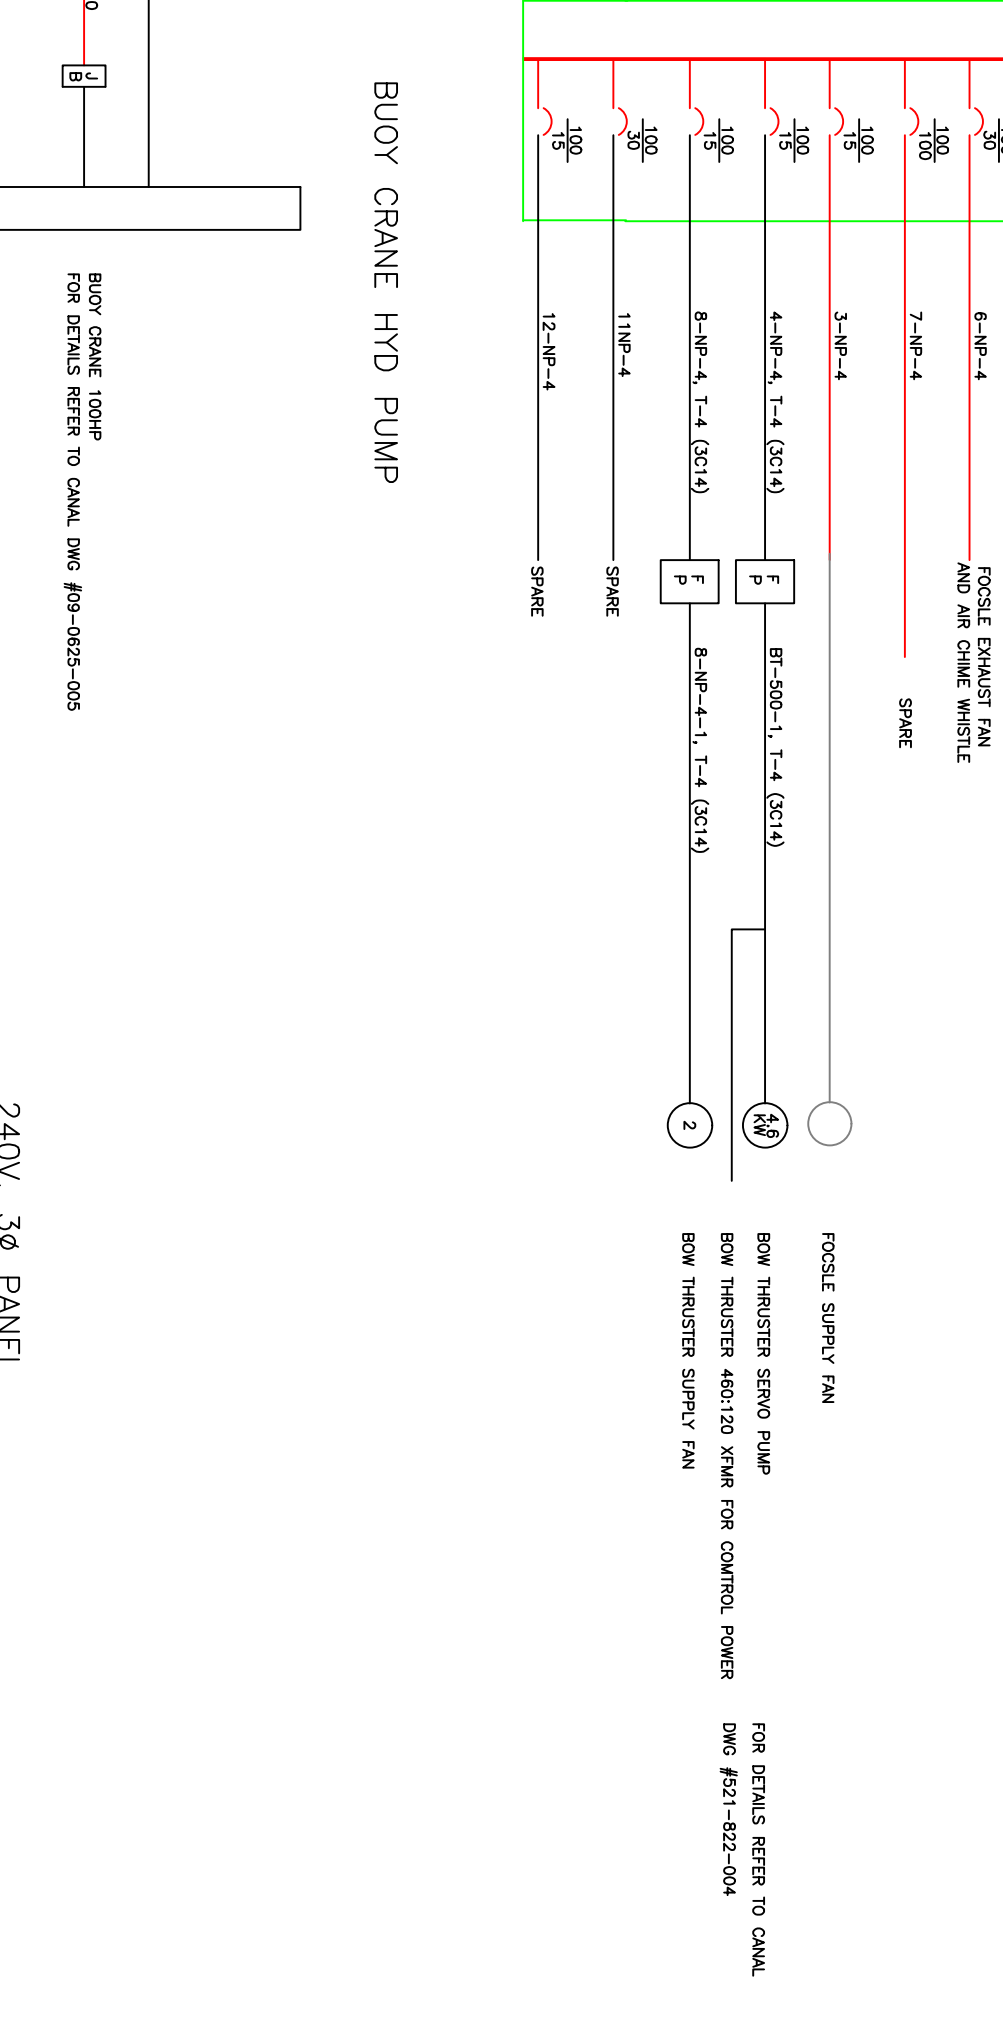 100
30
6-NP-4
FOCSLE EXHAUST FAN
AND AIR CHIME WHISTLE
100
100
7-NP-4
SPARE
100
15
3-NP-4
FOCSLE SUPPLY FAN
100
15
4-NP-4, T-4 (3C14)
F
P
BT-500-1, T-4 (3C14)
4.6
KW
BOW THRUSTER SERVO PUMP
FOR DETAILS REFER TO CANAL
DWG #521-822-004
BOW THRUSTER 460:120 XFMR FOR COMTROL POWER
100
15
8-NP-4, T-4 (3C14)
F
P
8-NP-4-1, T-4 (3C14)
2
BOW THRUSTER SUPPLY FAN
100
30
11NP-4
SPARE
100
15
12-NP-4
SPARE
BUOY CRANE HYD PUMP
0
J
B
BUOY CRANE 100HP
FOR DETAILS REFER TO CANAL DWG #09-0625-005
240V, 3Ø PANEL